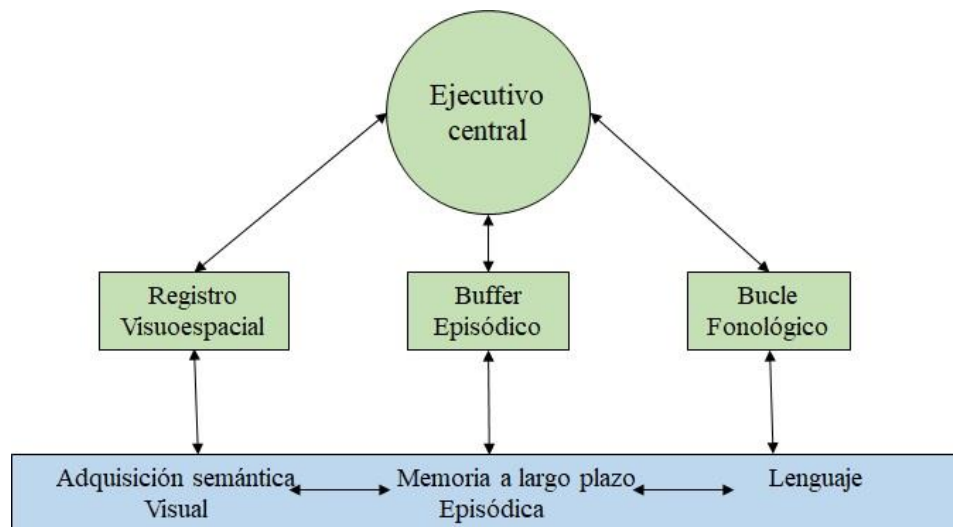 Ejecutivo
central
Registro
Visuoespacial
Buffer
Episódico
Bucle
Fonológico
Adquisición semántica
Visual
Memoria a largo plazo
Episódica
Lenguaje